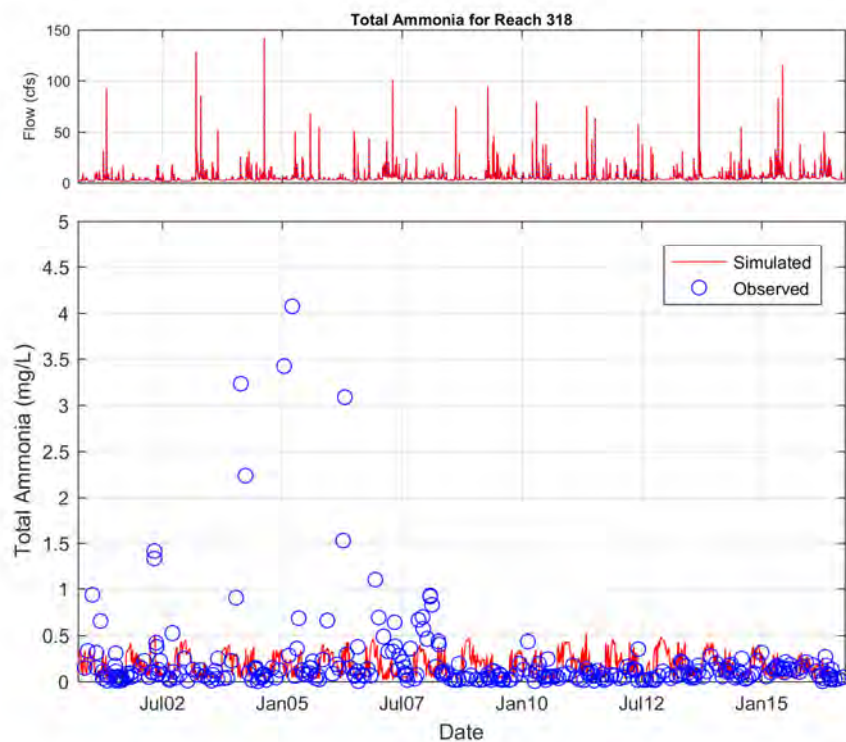 Total Ammonia for Reach 318
Flow (cfs)
150
100
50
0
Total Ammonia (mg/L)
5
4.5
4
3.5
3
2.5
2
1.5
1
0.5
0
Simulated
Observed
Jul02 Jan05 Jul07 Jan10 Jul12 Jan15
Date